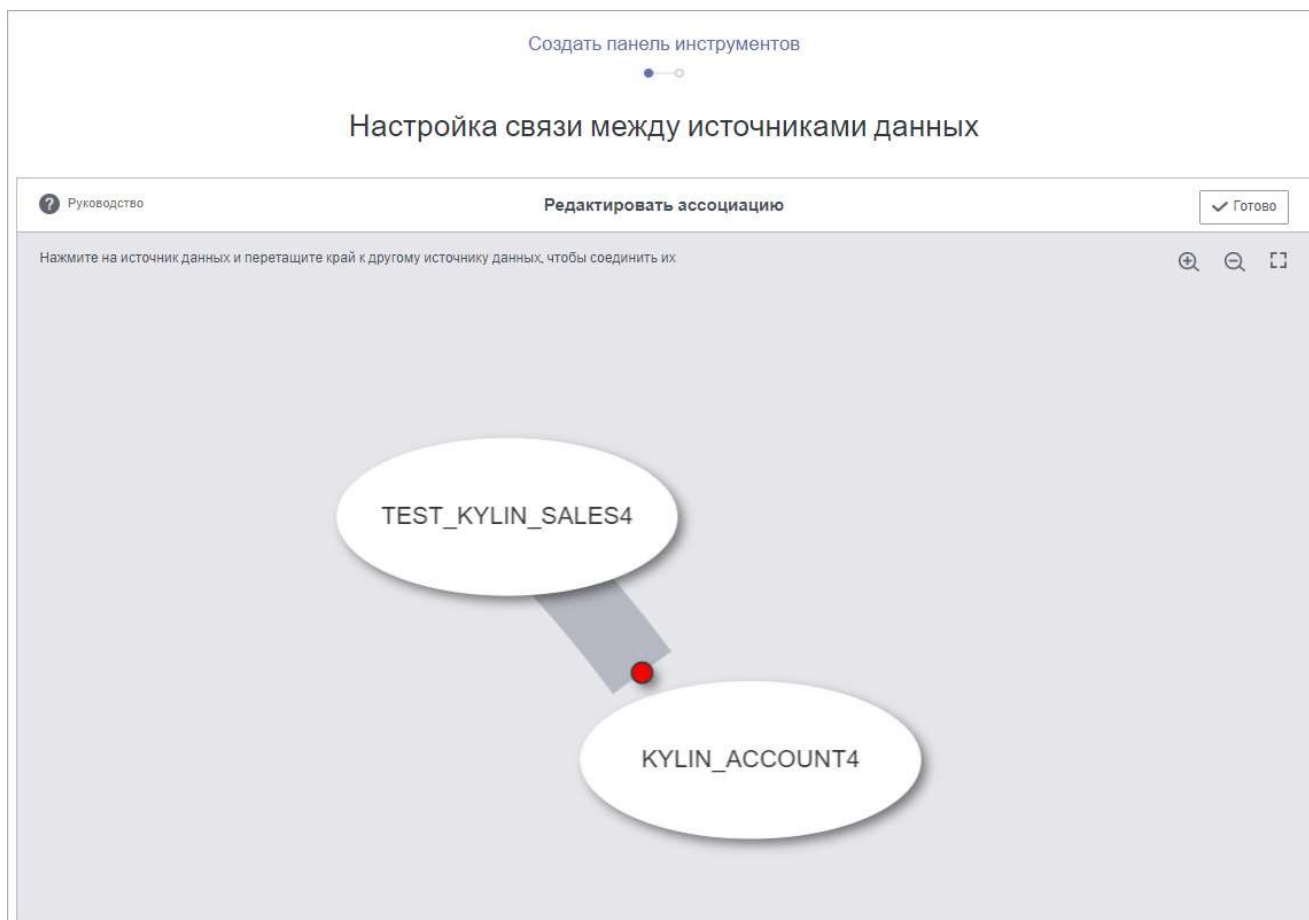 Создать панель инструментов
Настройка связи между источниками данных
? Руководство
Редактировать ассоциацию
Готово
Нажмите на источник данных и перетащите край к другому источнику данных, чтобы соединить их
TEST_KYLIN_SALES4
KYLIN_ACCOUNT4